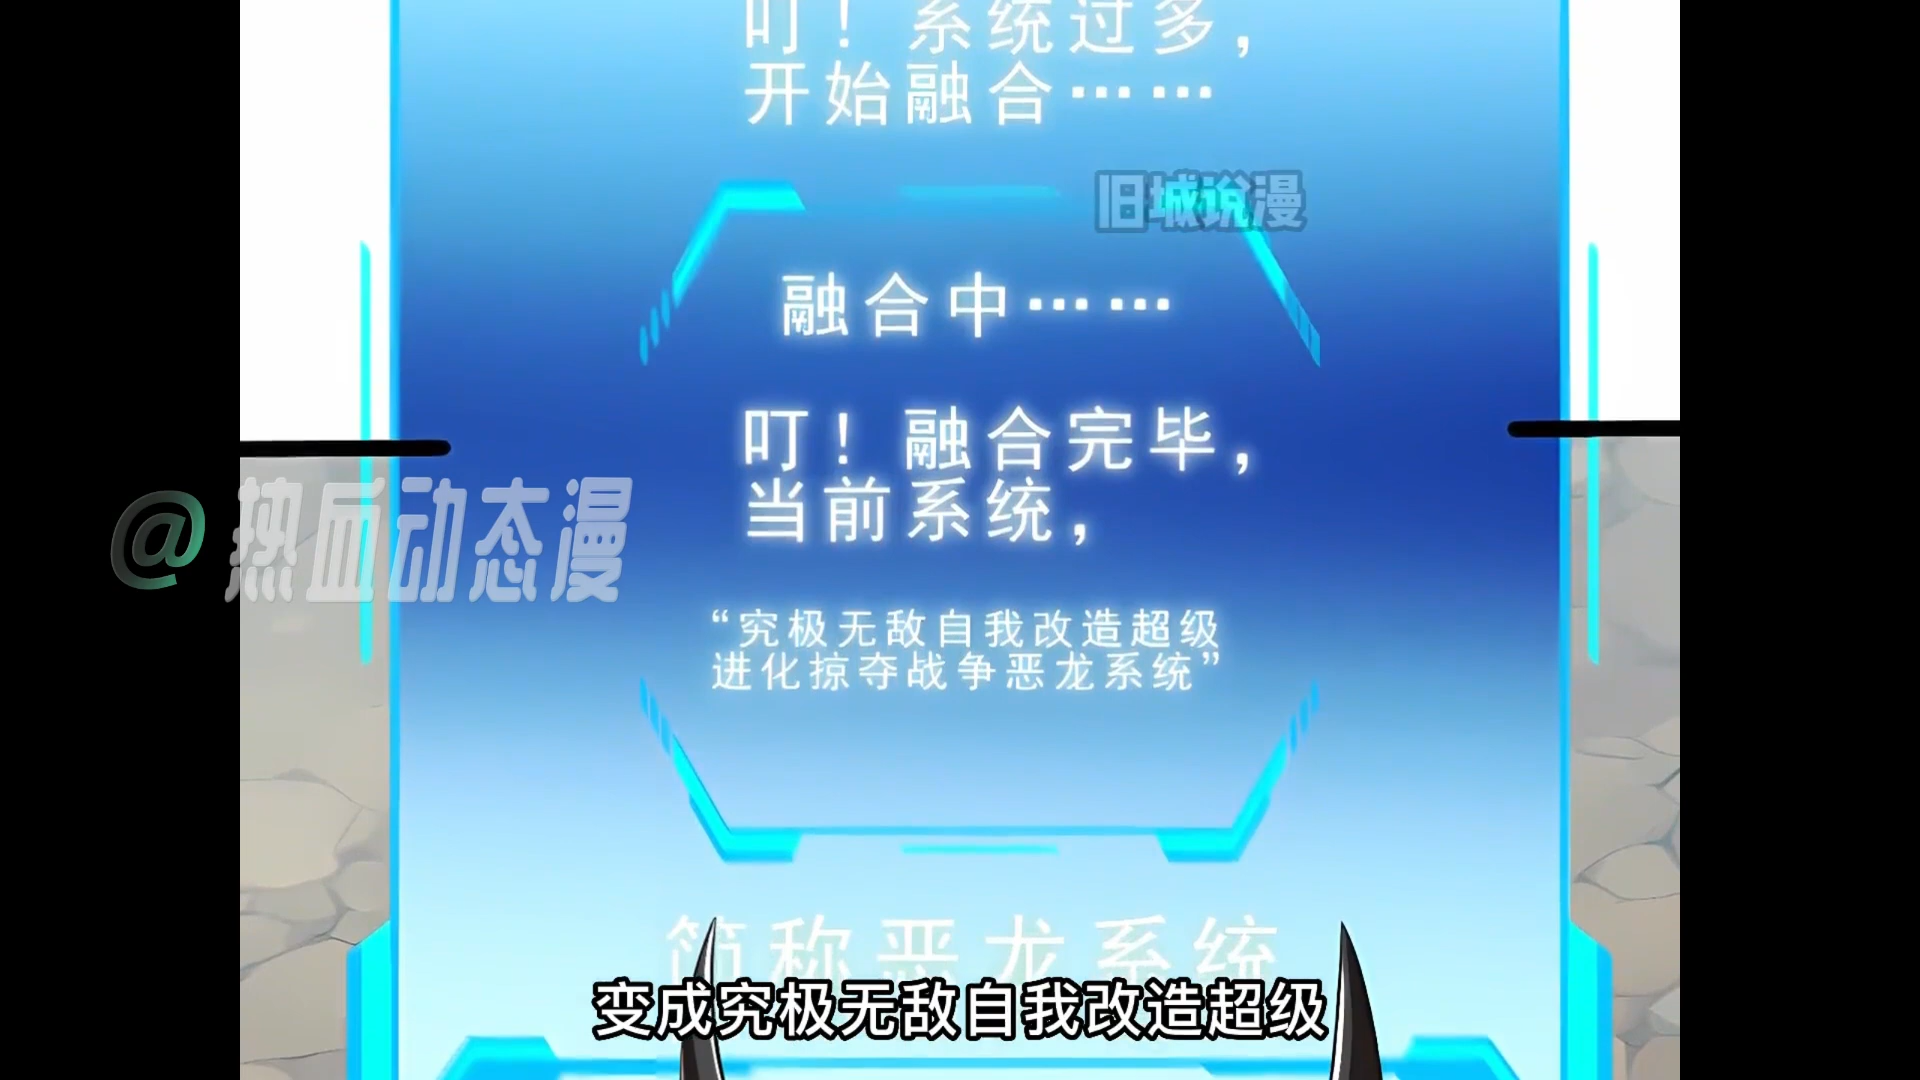 叮！系统过多，
开始融合……
旧城说漫
融合中……
叮！融合完毕，
当前系统，
@热血动态漫
“究极无敌自我改造超级
进化掠夺战争恶龙系统”
简称恶龙系统
变成究极无敌自我改造超级